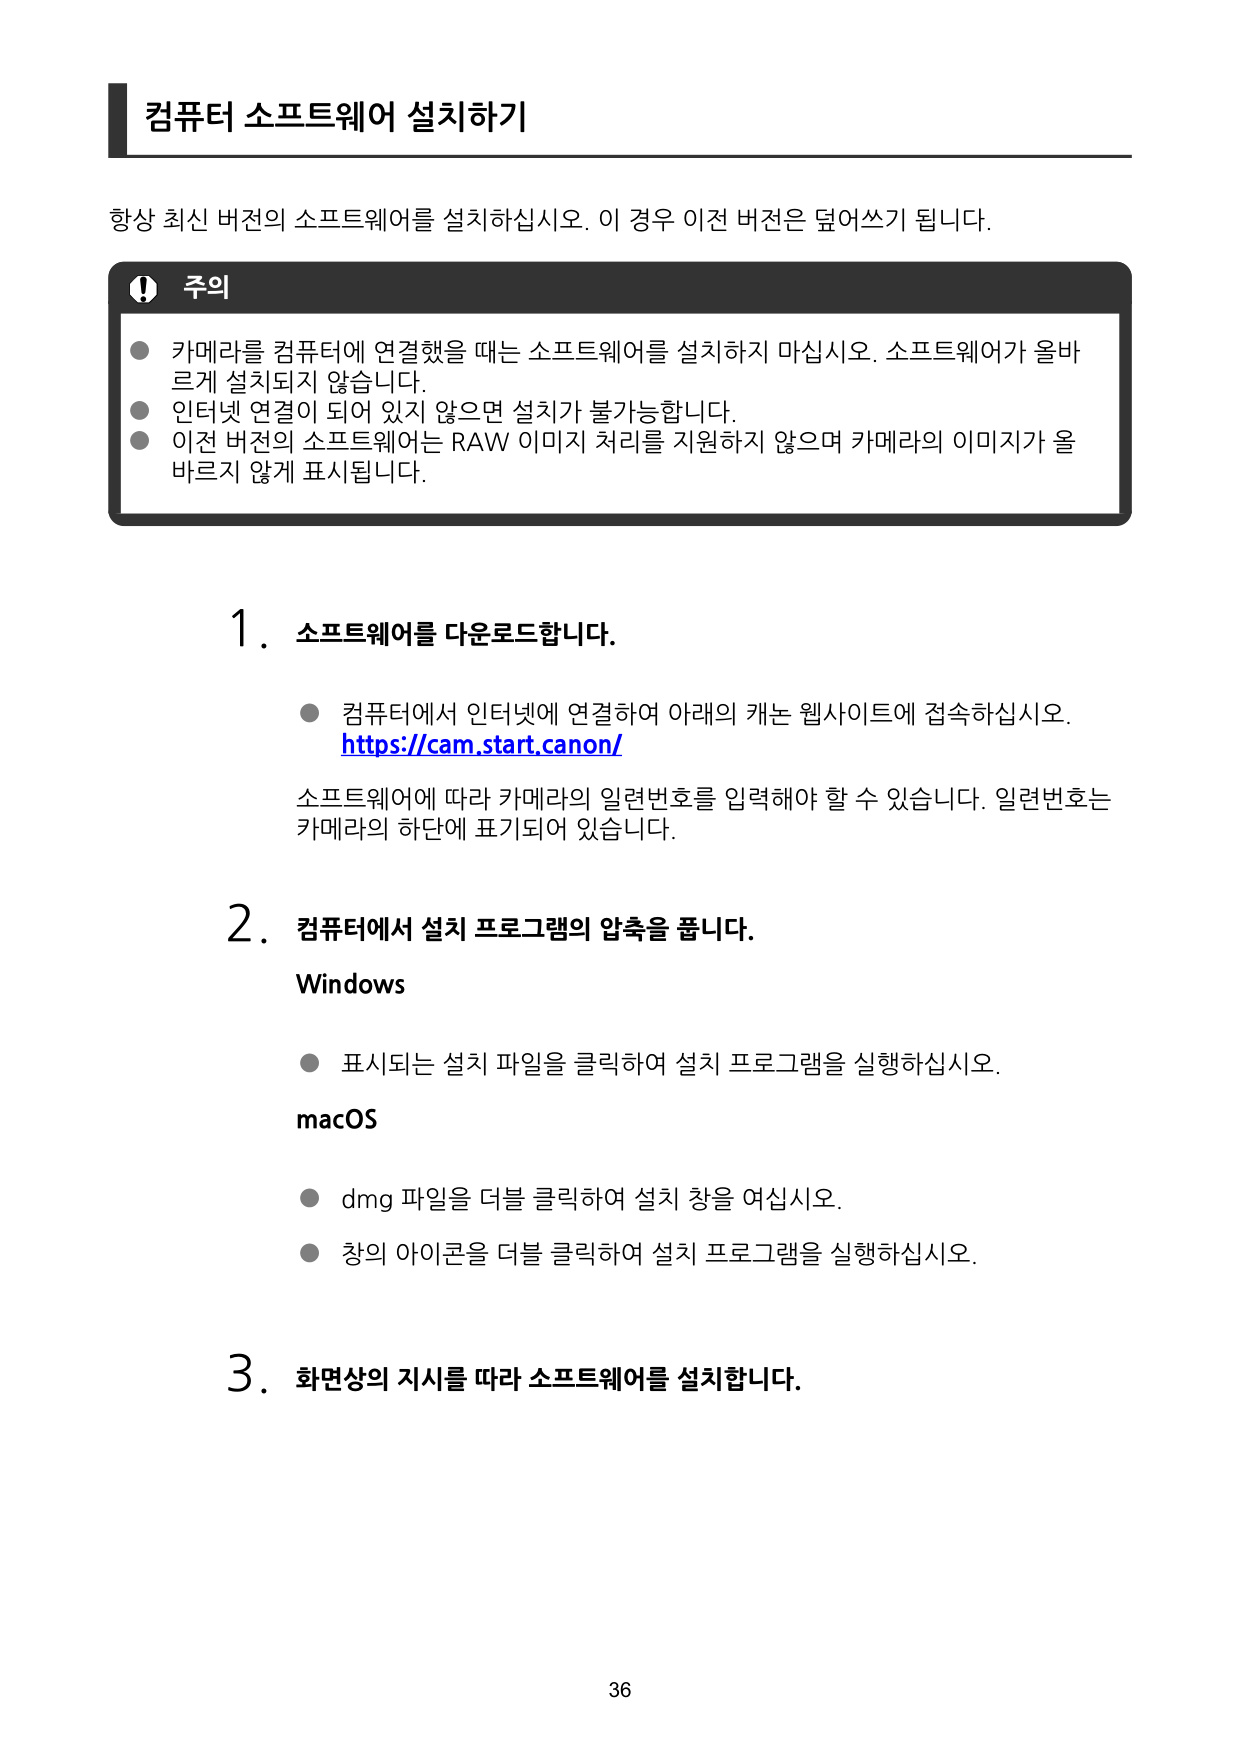 컴퓨터 소프트웨어 설치하기
항상 최신 버전의 소프트웨어를 설치하십시오. 이 경우 이전 버전은 덮어쓰기 됩니다.
주의
● 카메라를 컴퓨터에 연결했을 때는 소프트웨어를 설치하지 마십시오. 소프트웨어가 올바
르게 설치되지 않습니다.
● 인터넷 연결이 되어 있지 않으면 설치가 불가능합니다.
● 이전 버전의 소프트웨어는 RAW 이미지 처리를 지원하지 않으며 카메라의 이미지가 올
바르지 않게 표시됩니다.
1. 소프트웨어를 다운로드합니다.
● 컴퓨터에서 인터넷에 연결하여 아래의 캐논 웹사이트에 접속하십시오.
https://cam.start.canon/
소프트웨어에 따라 카메라의 일련번호를 입력해야 할 수 있습니다. 일련번호는
카메라의 하단에 표기되어 있습니다.
2. 컴퓨터에서 설치 프로그램의 압축을 풉니다.
Windows
● 표시되는 설치 파일을 클릭하여 설치 프로그램을 실행하십시오.
macOS
● dmg 파일을 더블 클릭하여 설치 창을 여십시오.
● 창의 아이콘을 더블 클릭하여 설치 프로그램을 실행하십시오.
3. 화면상의 지시를 따라 소프트웨어를 설치합니다.
36